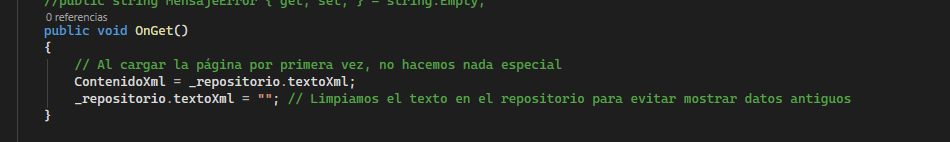 //public string MensajeError { get; set; } = string.Empty;
0 referencias
public void OnGet()
{
// Al cargar la página por primera vez, no hacemos nada especial
ContenidoXml = _repositorio.textoXml;
_repositorio.textoXml = ""; // Limpiamos el texto en el repositorio para evitar mostrar datos antiguos
}